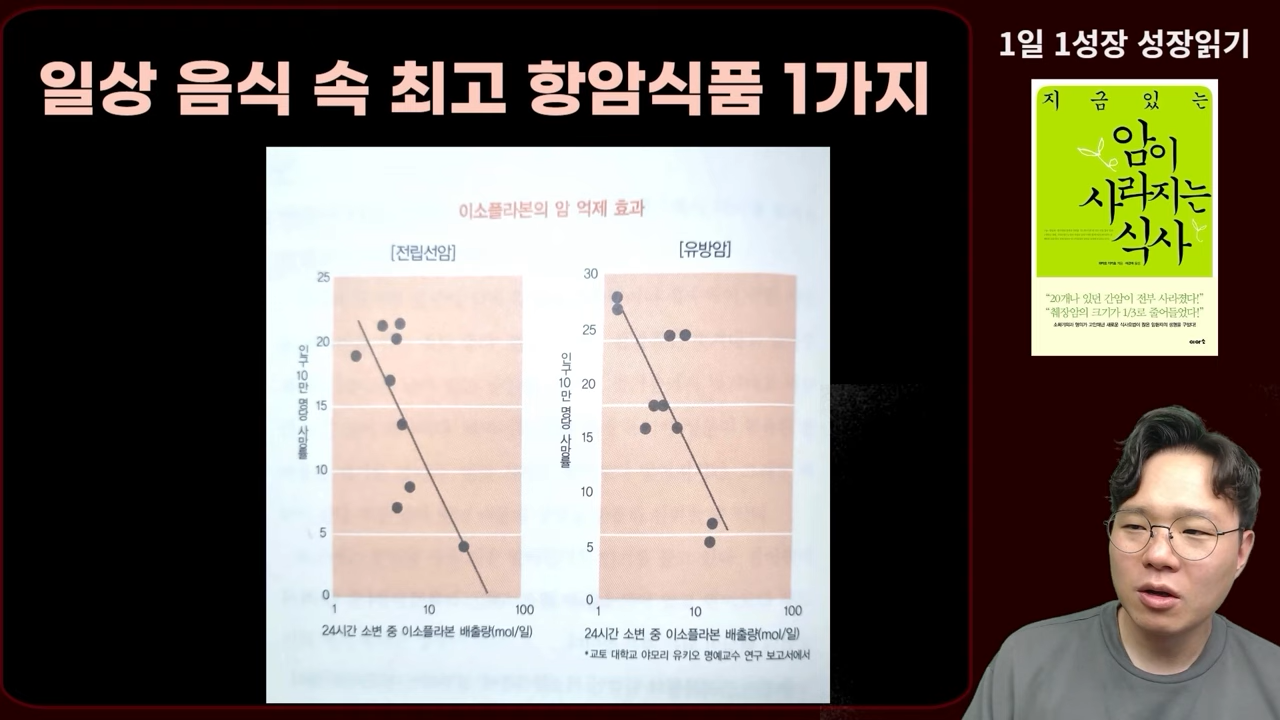 일상 음식 속 최고 항암식품 1가지
이소플라본의 암 억제 효과
[전립선암]
25
20
15
10
5
0
인구 10만 명당 사망률
1 10 100
24시간 소변 중 이소플라본 배출량(mol/일)
[유방암]
30
25
20
15
10
5
0
인구 10만 명당 사망률
1 10 100
24시간 소변 중 이소플라본 배출량(mol/일)
*교토 대학교 야모리 유키오 명예교수 연구 보고서에서
1일 1성장 성장읽기
지금 있는
암이
사라지는
식사
“20개나 있던 간암이 전부 사라졌다!”
“췌장암의 크기가 1/3로 줄어들었다!”